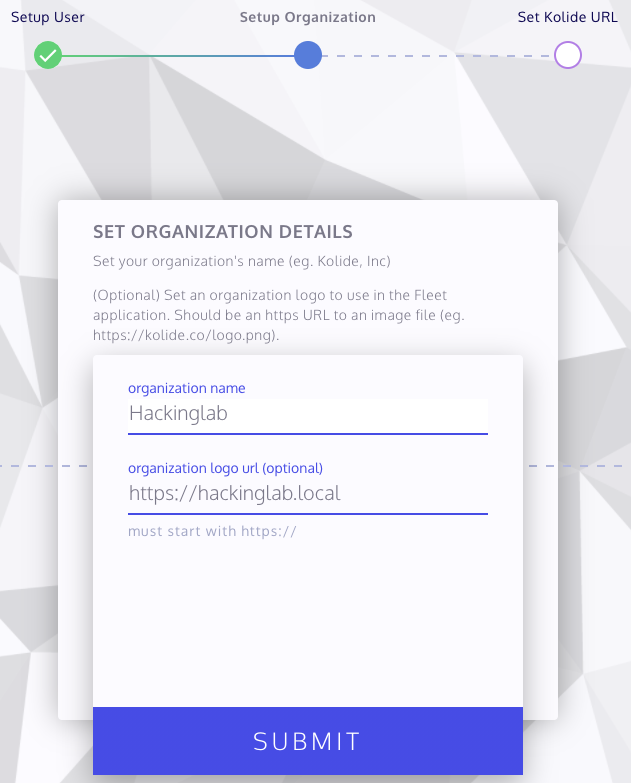 Setup User
Setup Organization
Set Kolide URL
SET ORGANIZATION DETAILS
Set your organization's name (eg. Kolide, Inc)
(Optional) Set an organization logo to use in the Fleet
application. Should be an https URL to an image file (eg.
https://kolide.co/logo.png).
organization name
Hackinglab
organization logo url (optional)
https://hackinglab.local
must start with https://
SUBMIT